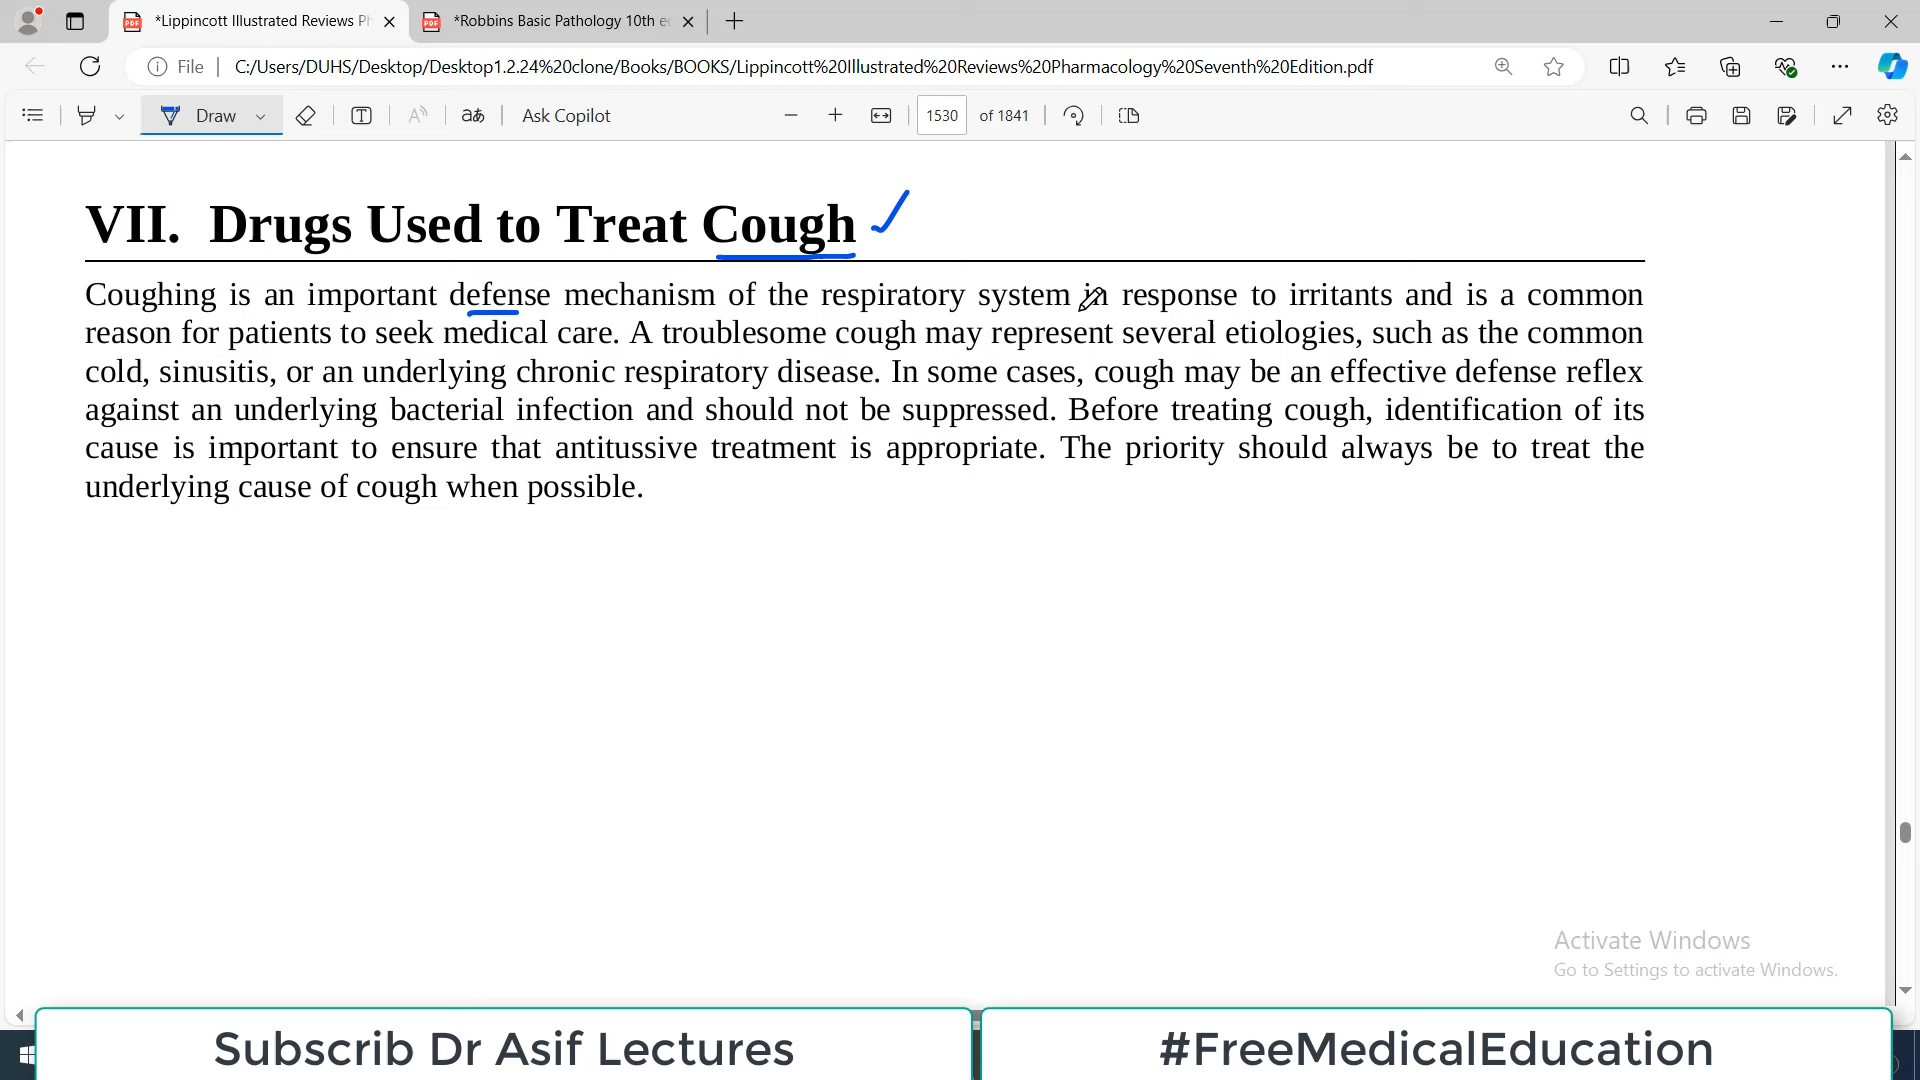 *Lippincott Illustrated Reviews Ph
*Robbins Basic Pathology 10th ec
File
C:/Users/DUHS/Desktop/Desktop1.2.24%20clone/Books/BOOKS/Lippincott%20Illustrated%20Reviews%20Pharmacology%20Seventh%20Edition.pdf
Draw
Ask Copilot
1530 of 1841
VII. Drugs Used to Treat Cough
Coughing is an important defense mechanism of the respiratory system in response to irritants and is a common
reason for patients to seek medical care. A troublesome cough may represent several etiologies, such as the common
cold, sinusitis, or an underlying chronic respiratory disease. In some cases, cough may be an effective defense reflex
against an underlying bacterial infection and should not be suppressed. Before treating cough, identification of its
cause is important to ensure that antitussive treatment is appropriate. The priority should always be to treat the
underlying cause of cough when possible.
Activate Windows
Go to Settings to activate Windows.
Subscrib Dr Asif Lectures
#FreeMedicalEducation